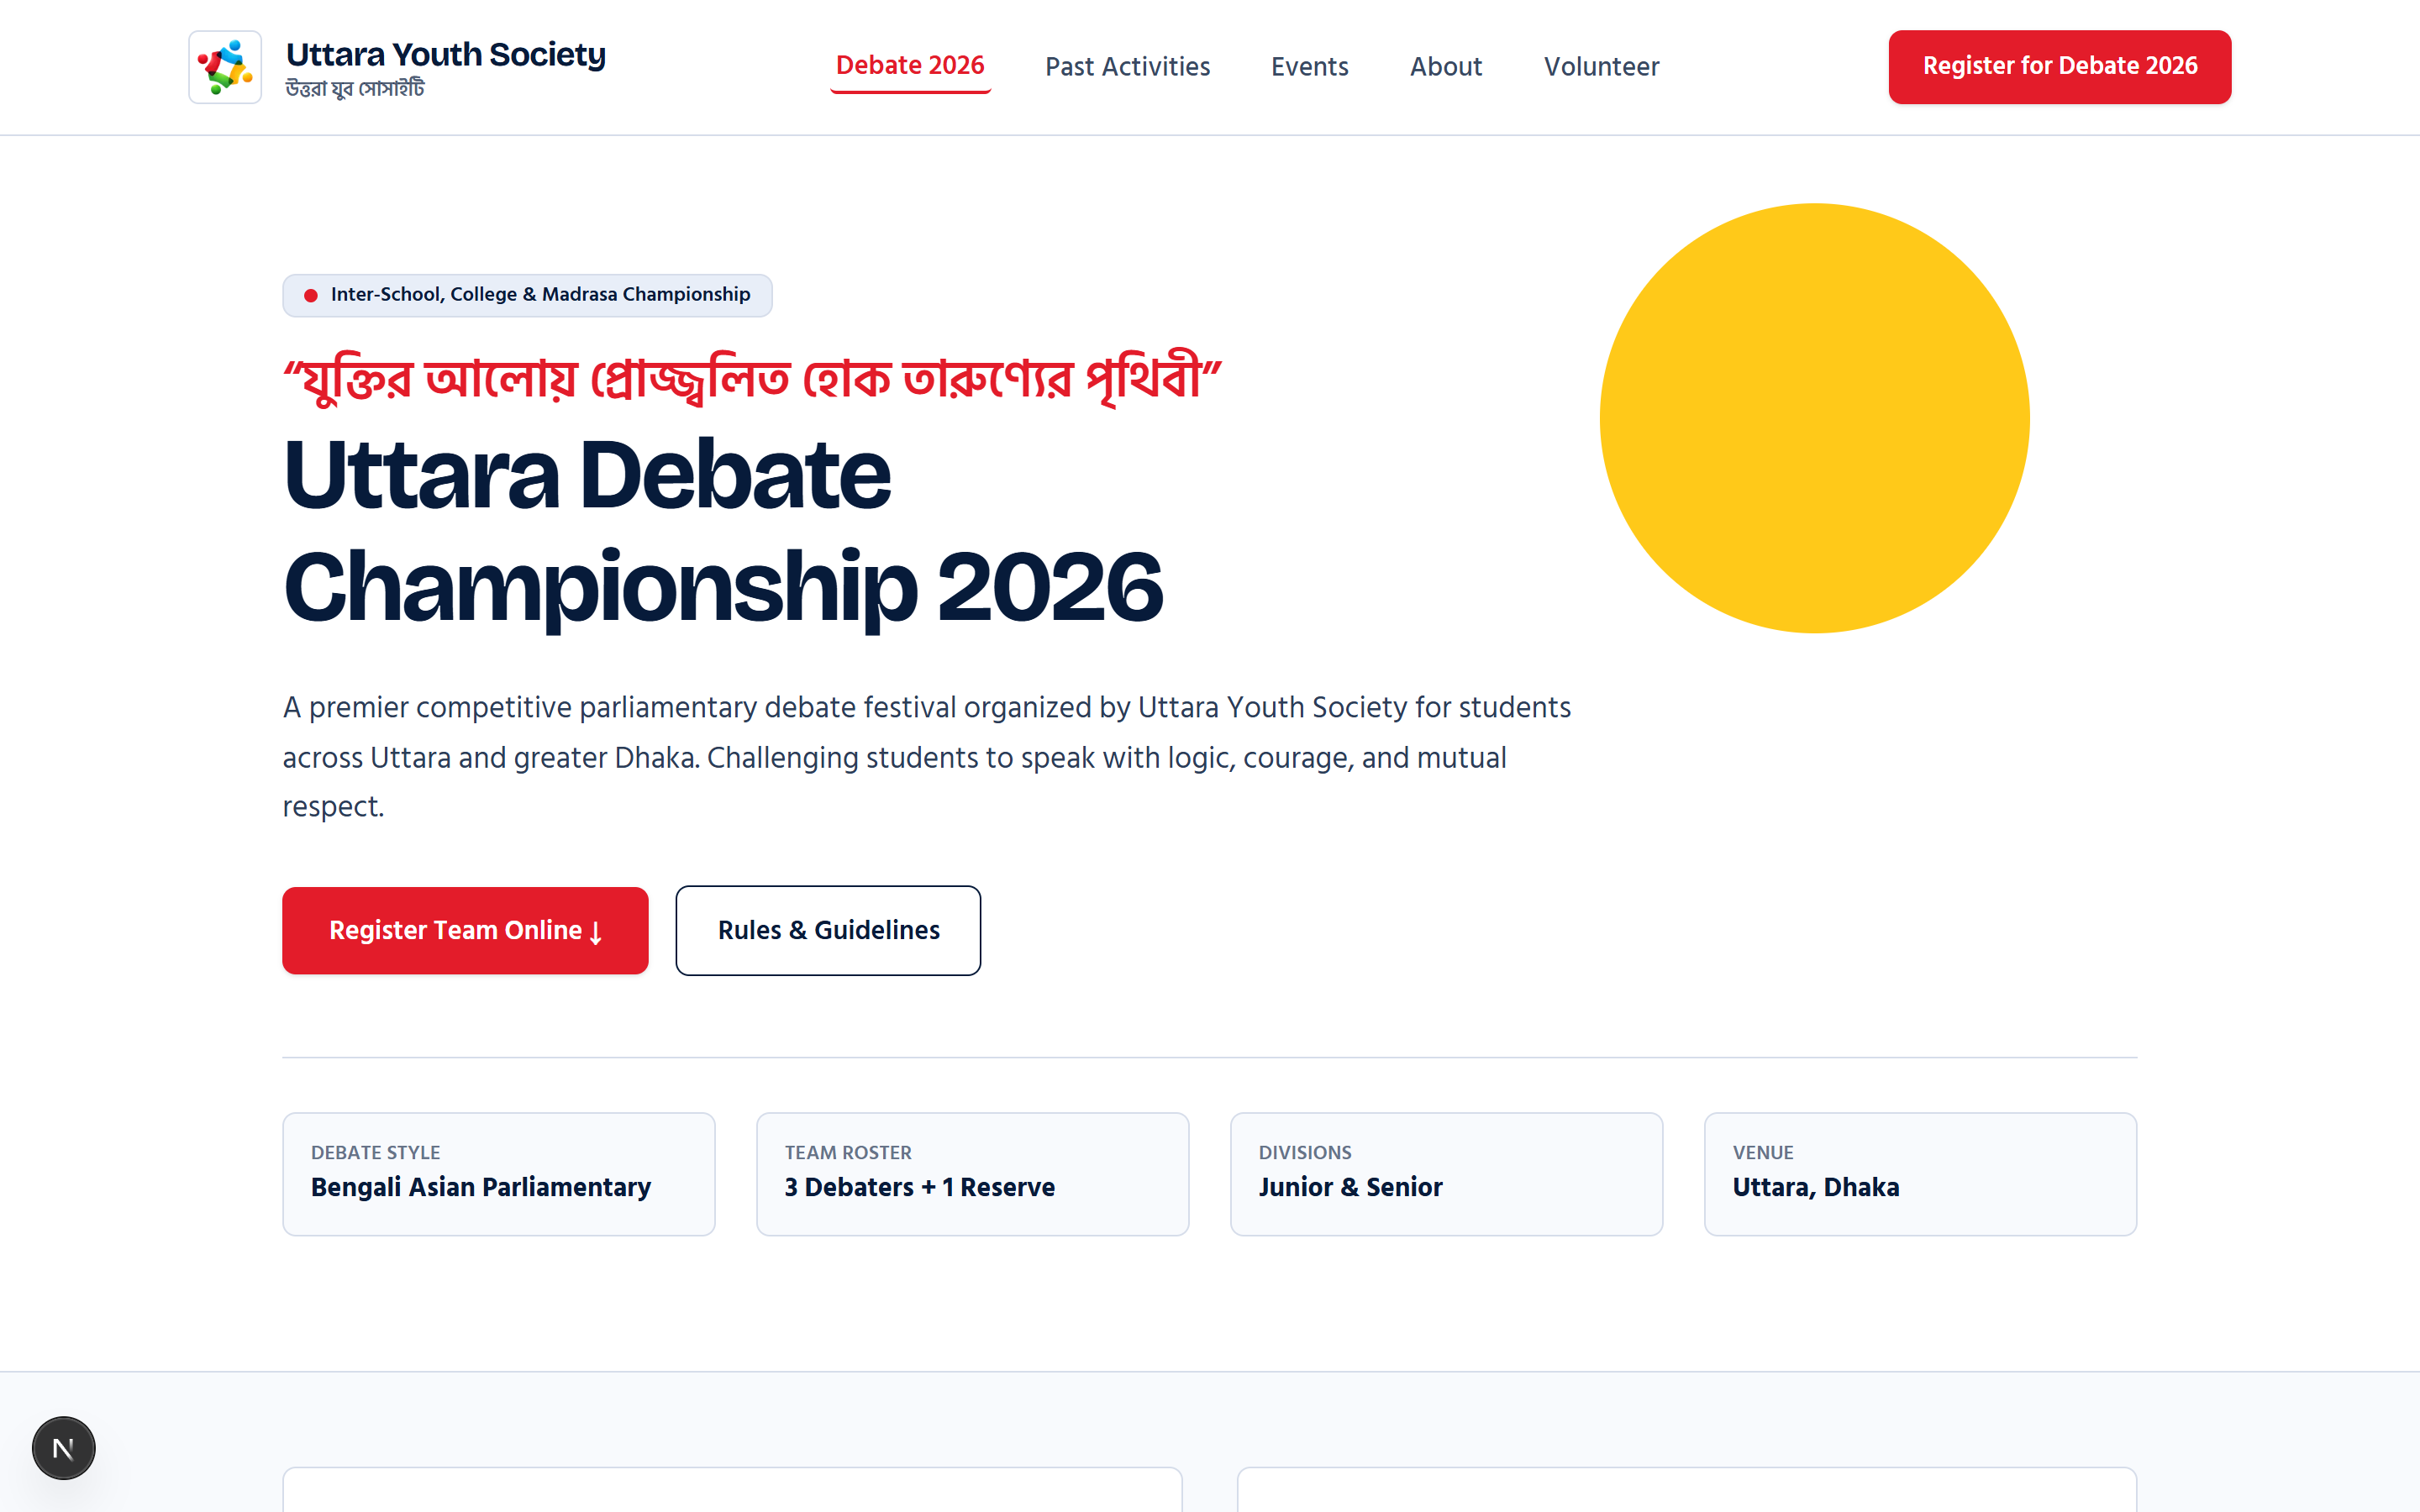 Uttara Youth Society
উত্তরা যুব সোসাইটি
Debate 2026
Past Activities
Events
About
Volunteer
Register for Debate 2026
Inter-School, College & Madrasa Championship
“যুক্তির আলোয় প্রোজ্জ্বলিত হোক তারুণ্যের পৃথিবী”
Uttara Debate
Championship 2026
A premier competitive parliamentary debate festival organized by Uttara Youth Society for students
across Uttara and greater Dhaka. Challenging students to speak with logic, courage, and mutual
respect.
Register Team Online ↓
Rules & Guidelines
DEBATE STYLE
Bengali Asian Parliamentary
TEAM ROSTER
3 Debaters + 1 Reserve
DIVISIONS
Junior & Senior
VENUE
Uttara, Dhaka
N